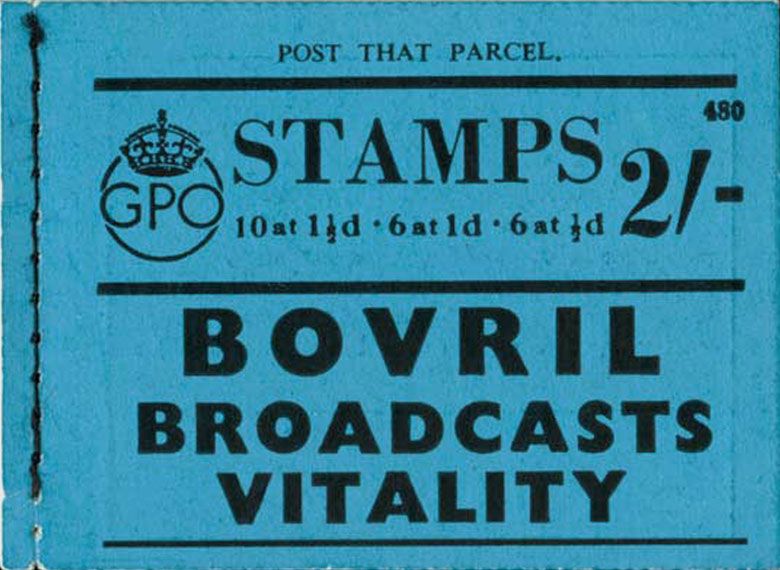 POST THAT PARCEL.
480
GPO
STAMPS 2/-
10 at 1½d · 6 at 1d · 6 at ½d
BOVRIL
BROADCASTS
VITALITY